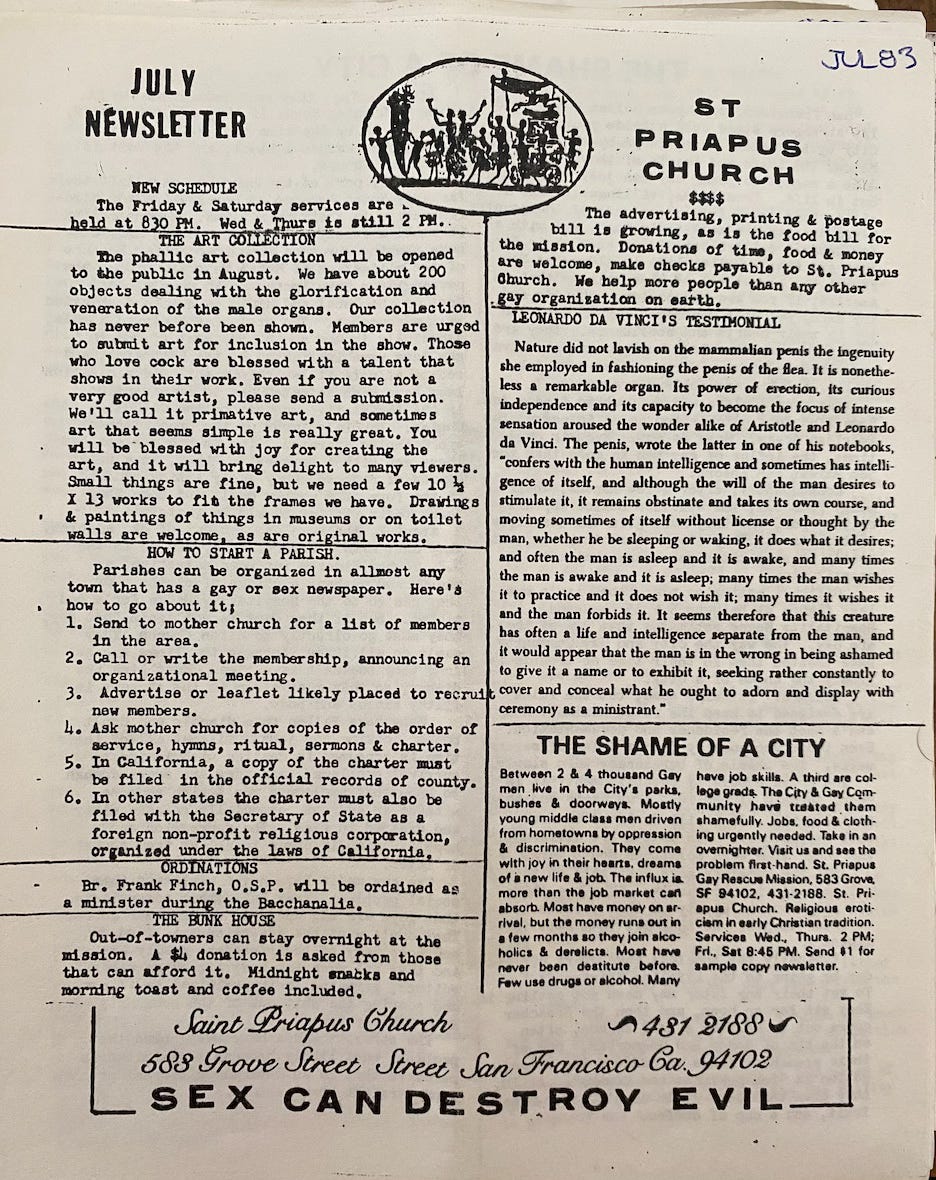 JUL 83
JULY
NEWSLETTER
ST
PRIAPUS
CHURCH
NEW SCHEDULE
The Friday & Saturday services are
held at 830 PM. Wed & Thurs is still 2 PM.
THE ART COLLECTION
The phallic art collection will be opened
to the public in August. We have about 200
objects dealing with the glorification and
veneration of the male organs. Our collection
has never before been shown. Members are urged
to submit art for inclusion in the show. Those
who love cock are blessed with a talent that
shows in their work. Even if you are not a
very good artist, please send a submission.
We'll call it primative art, and sometimes
art that seems simple is really great. You
will be blessed with joy for creating the
art, and it will bring delight to many viewers.
Small things are fine, but we need a few 10 ½
X 13 works to fit the frames we have. Drawings
& paintings of things in museums or on toilet
walls are welcome, as are original works.
HOW TO START A PARISH.
Parishes can be organized in allmost any
town that has a gay or sex newspaper. Here's
how to go about it;
1. Send to mother church for a list of members
in the area.
2. Call or write the membership, announcing an
organizational meeting.
3. Advertise or leaflet likely placed to recruit
new members.
4. Ask mother church for copies of the order of
service, hymns, ritual, sermons & charter.
5. In California, a copy of the charter must
be filed in the official records of county.
6. In other states the charter must also be
filed with the Secretary of State as a
foreign non-profit religious corporation,
organized under the laws of California.
ORDINATIONS
Br. Frank Finch, O.S.P. will be ordained as
a minister during the Bacchanalia.
THE BUNK HOUSE
Out-of-towners can stay overnight at the
mission. A $4 donation is asked from those
that can afford it. Midnight snacks and
morning toast and coffee included.
$$$$
The advertising, printing & postage
bill is growing, as is the food bill for
the mission. Donations of time, food & money
are welcome, make checks payable to St. Priapus
Church. We help more people than any other
gay organization on earth.
LEONARDO DA VINCI'S TESTIMONIAL
Nature did not lavish on the mammalian penis the ingenuity
she employed in fashioning the penis of the flea. It is nonethe-
less a remarkable organ. Its power of erection, its curious
independence and its capacity to become the focus of intense
sensation aroused the wonder alike of Aristotle and Leonardo
da Vinci. The penis, wrote the latter in one of his notebooks,
"confers with the human intelligence and sometimes has intelli-
gence of itself, and although the will of the man desires to
stimulate it, it remains obstinate and takes its own course, and
moving sometimes of itself without license or thought by the
man, whether he be sleeping or waking, it does what it desires;
and often the man is asleep and it is awake, and many times
the man is awake and it is asleep; many times the man wishes
it to practice and it does not wish it; many times it wishes it
and the man forbids it. It seems therefore that this creature
has often a life and intelligence separate from the man, and
it would appear that the man is in the wrong in being ashamed
to give it a name or to exhibit it, seeking rather constantly to
cover and conceal what he ought to adorn and display with
ceremony as a ministrant."
THE SHAME OF A CITY
Between 2 & 4 thousand Gay
men live in the City's parks,
bushes & doorways. Mostly
young middle class men driven
from hometowns by oppression
& discrimination. They come
with joy in their hearts, dreams
of a new life & job. The influx is
more than the job market can
absorb. Most have money on ar-
rival, but the money runs out in
a few months so they join alco-
holics & derelicts. Most have
never been destitute before.
Few use drugs or alcohol. Many
have job skills. A third are col-
lege grads. The City & Gay Com-
munity have treated them
shamefully. Jobs, food & cloth-
ing urgently needed. Take in an
overnighter. Visit us and see the
problem first-hand. St. Priapus
Gay Rescue Mission, 583 Grove,
SF 94102, 431-2188. St. Pri-
apus Church. Religious eroti-
cism in early Christian tradition.
Services Wed., Thurs. 2 PM;
Fri., Sat 8:45 PM. Send $1 for
sample copy newsletter.
Saint Priapus Church
431 2188
583 Grove Street Street San Francisco Ca. 94102
SEX CAN DESTROY EVIL